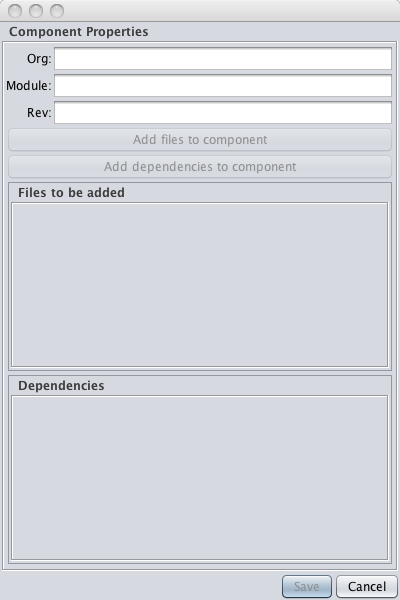 Component Properties
Org:
Module:
Rev:
Add files to component
Add dependencies to component
Files to be added
Dependencies
Save Cancel